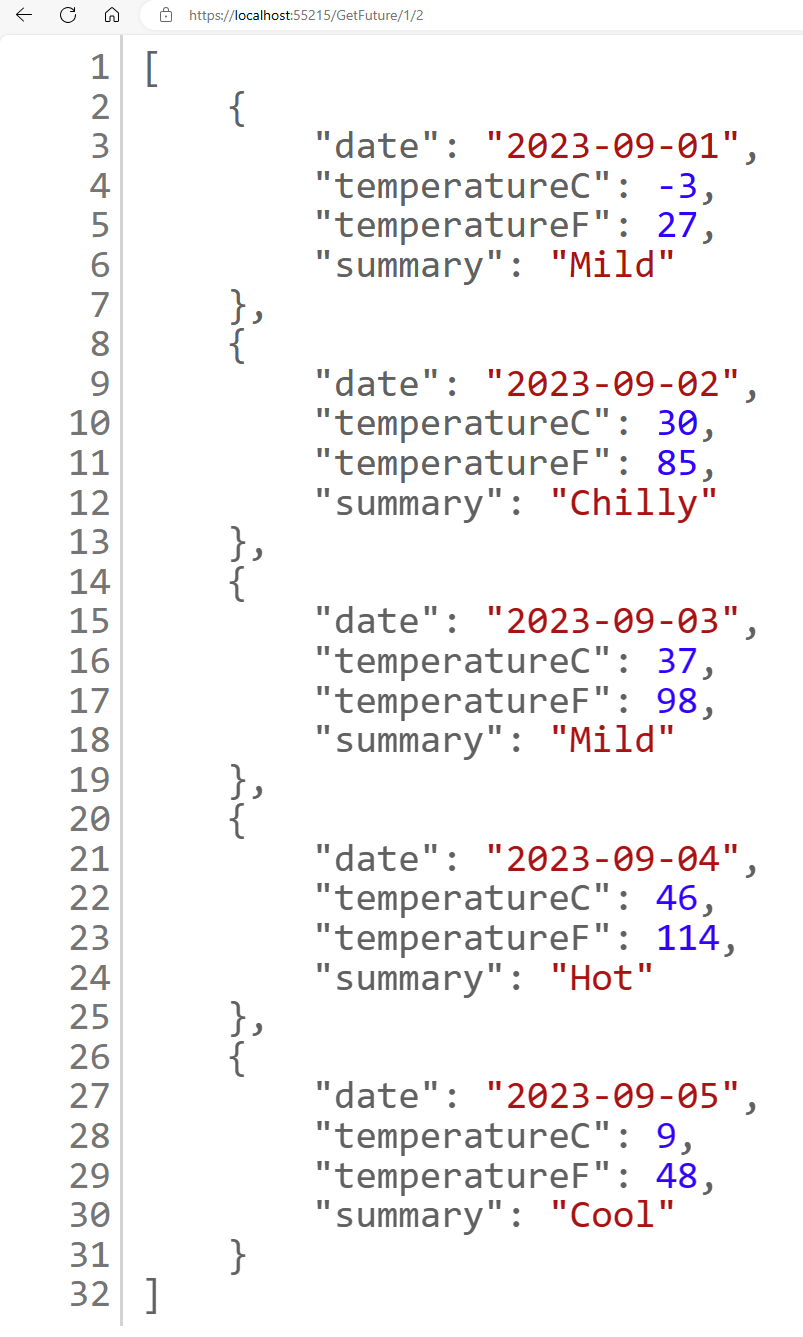 https://localhost:55215/GetFuture/1/2
1 [
2     {
3         "date": "2023-09-01",
4         "temperatureC": -3,
5         "temperatureF": 27,
6         "summary": "Mild"
7     },
8     {
9         "date": "2023-09-02",
10         "temperatureC": 30,
11         "temperatureF": 85,
12         "summary": "Chilly"
13     },
14     {
15         "date": "2023-09-03",
16         "temperatureC": 37,
17         "temperatureF": 98,
18         "summary": "Mild"
19     },
20     {
21         "date": "2023-09-04",
22         "temperatureC": 46,
23         "temperatureF": 114,
24         "summary": "Hot"
25     },
26     {
27         "date": "2023-09-05",
28         "temperatureC": 9,
29         "temperatureF": 48,
30         "summary": "Cool"
31     }
32 ]